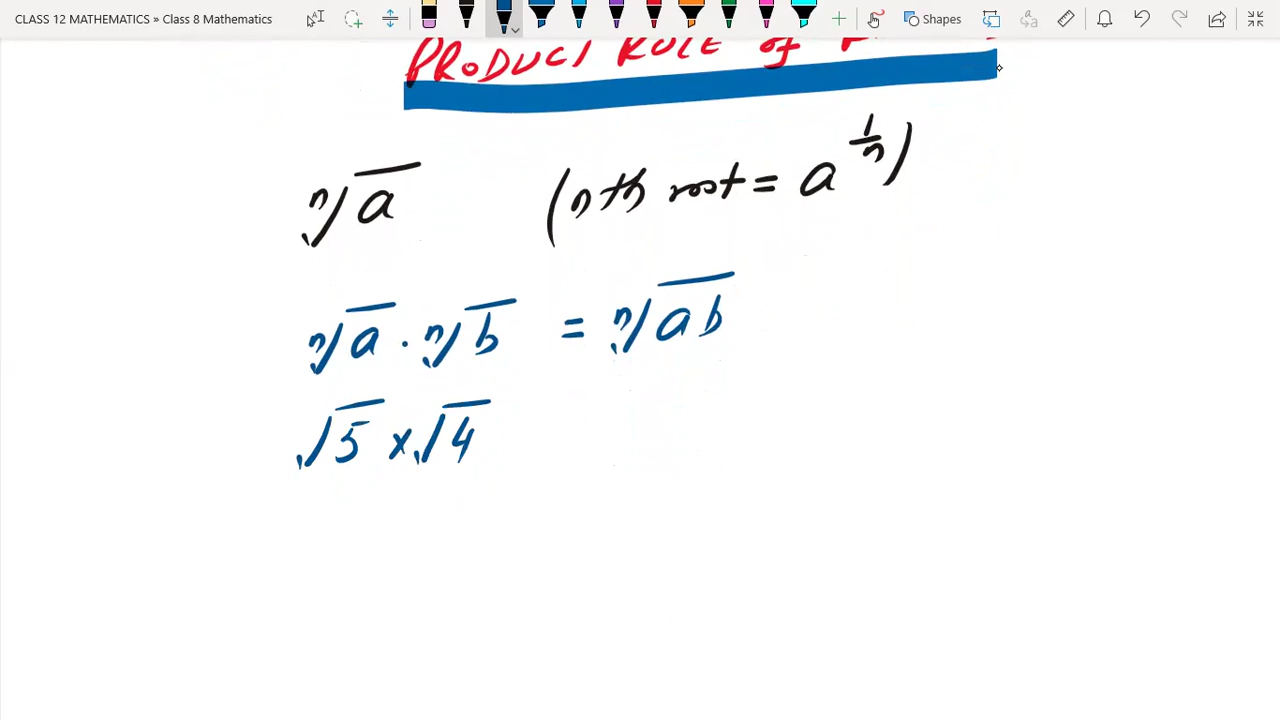 CLASS 12 MATHEMATICS » Class 8 Mathematics Shapes
PRODUCT RULE of
ⁿ√a (nth root = a^(1/n))
ⁿ√a · ⁿ√b = ⁿ√ab
√5 × √4